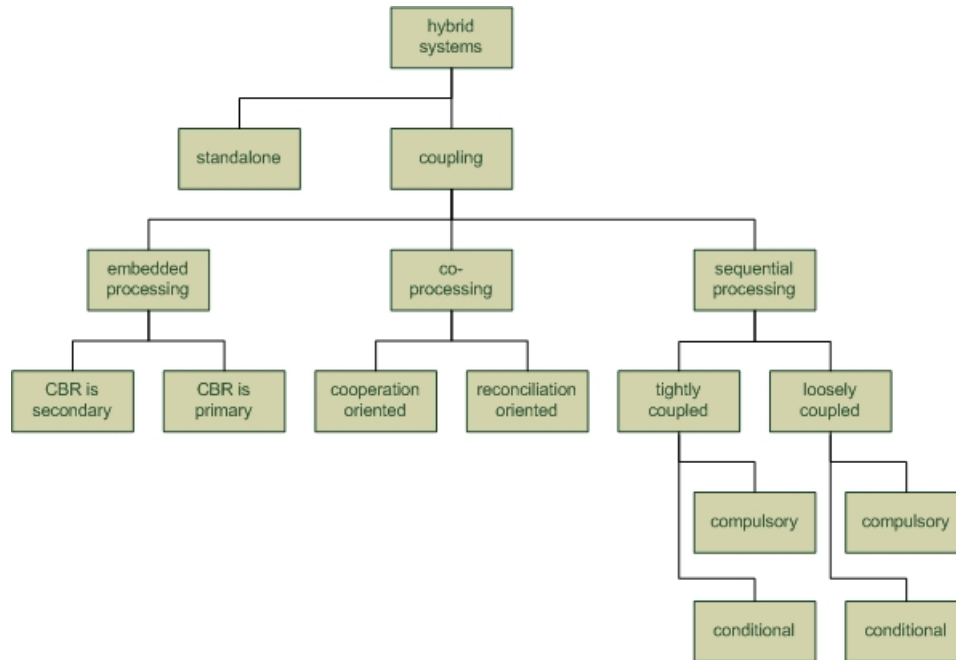 hybrid
systems
standalone
coupling
embedded
processing
co-
processing
sequential
processing
CBR is
secondary
CBR is
primary
cooperation
oriented
reconciliation
oriented
tightly
coupled
loosely
coupled
compulsory
compulsory
conditional
conditional